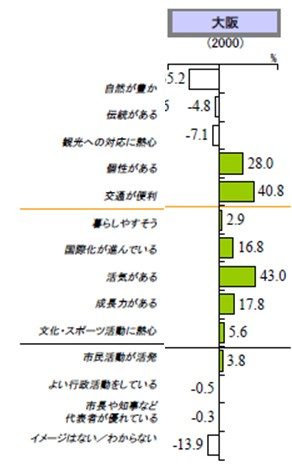 大阪
(2000)
%
自然が豊か 5.2
伝統がある -4.8
観光への対応に熱心 -7.1
個性がある 28.0
交通が便利 40.8
暮らしやすそう 2.9
国際化が進んでいる 16.8
活気がある 43.0
成長力がある 17.8
文化・スポーツ活動に熱心 5.6
市民活動が活発 3.8
よい行政活動をしている -0.5
市長や知事など
代表者が優れている -0.3
イメージはない/わからない -13.9